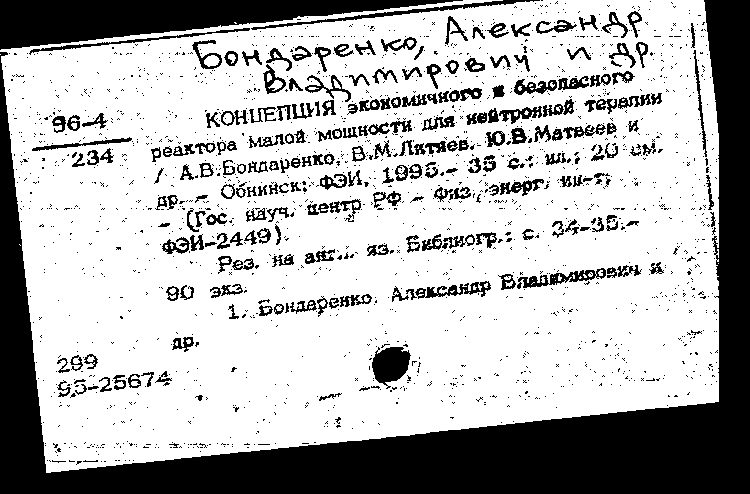 Бондаренко, Александр
Владимирович и др
96-4
234
КОНЦЕПЦИЯ экономичного и безопасного
реактора малой мощности для нейтронной терапии
/ А.В.Бондаренко, В.М.Литяев, Ю.В.Матвеев и
др. - Обнинск: ФЭИ, 1995.- 35 с.: ил.; 20 см.
- (Гос. науч. центр РФ - Физ.-энерг. ин-т;
ФЭИ-2449).
Рез. на анг... яз. Библиогр.: с. 34-35.-
90 экз.
1. Бондаренко, Александр Владимирович и
др.
299
95-25674